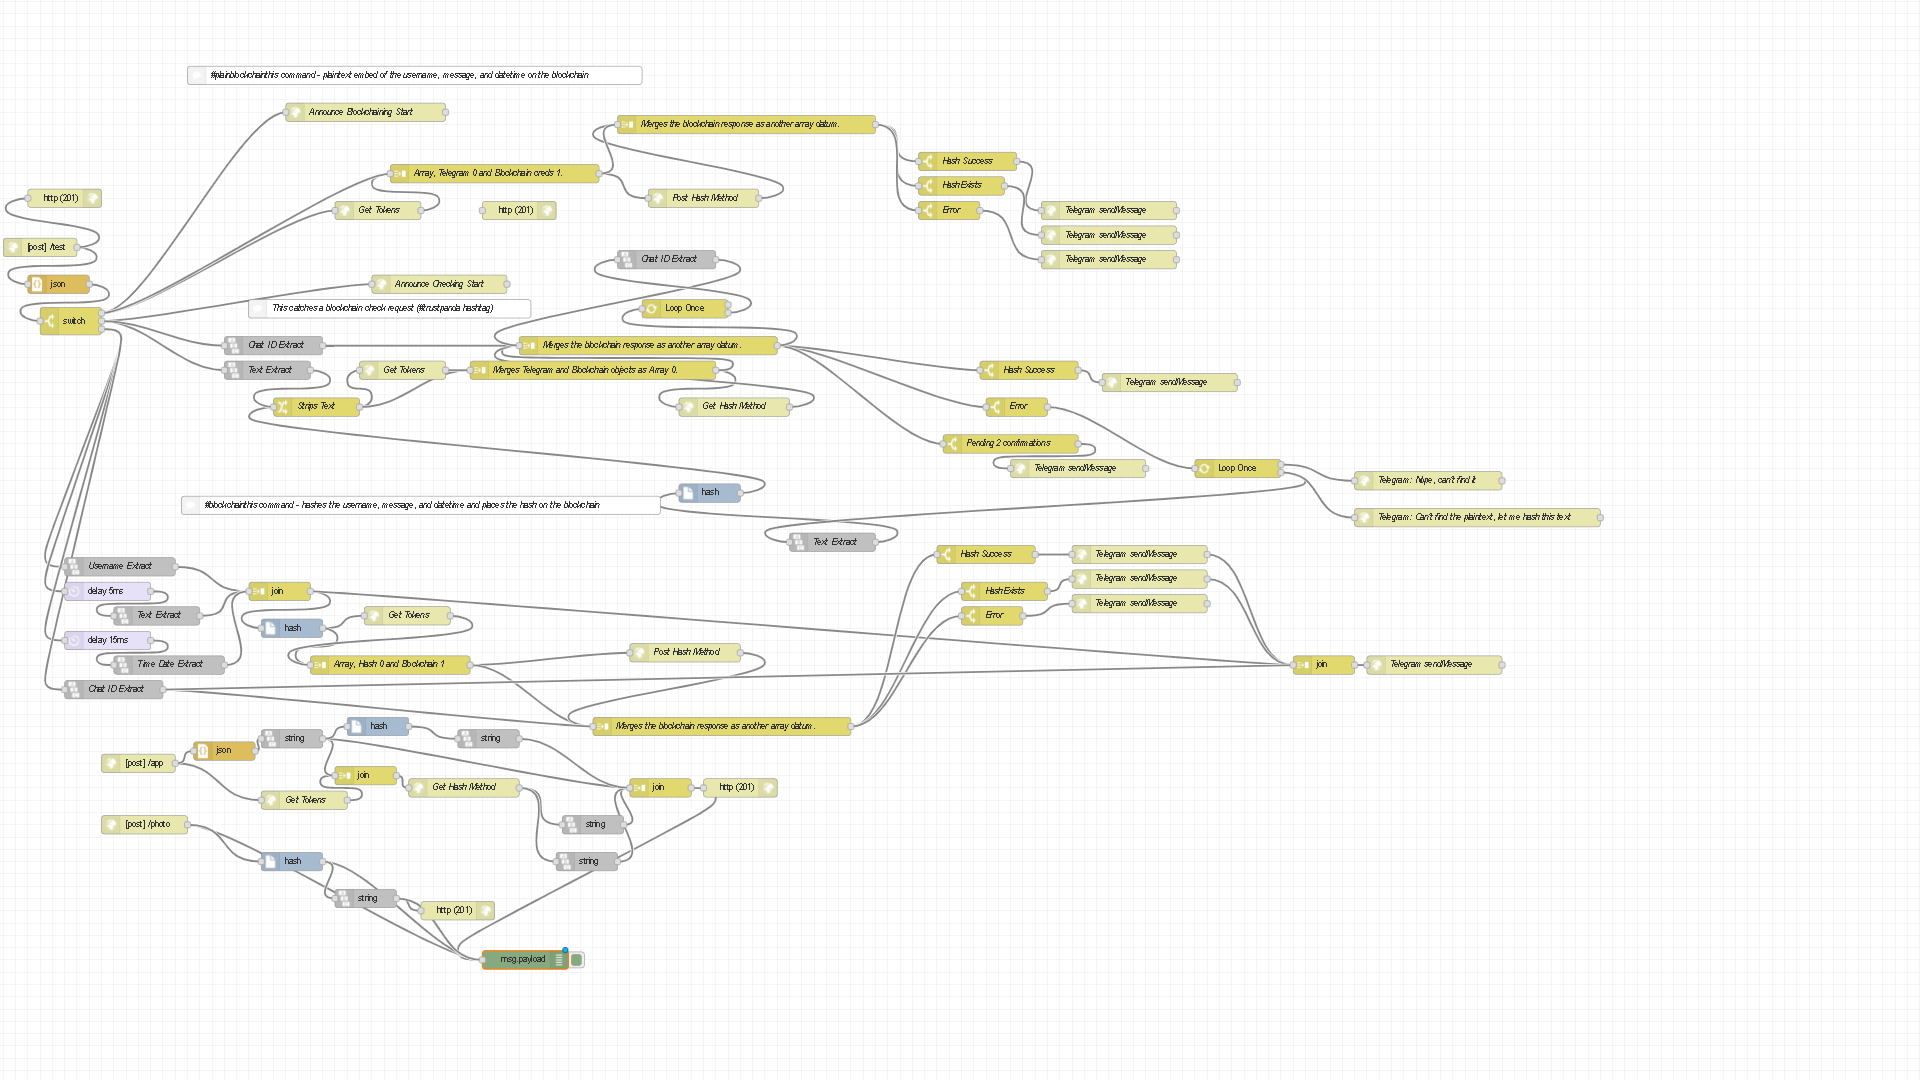 #plainblockchainthis command - plaintext embed of the username, message, and datetime on the blockchain
Announce Blockchaining Start
Merges the blockchain response as another array datum.
Hash Success
Array, Telegram 0 and Blockchain creds 1.
Hash Exists
http (201)
Post Hash Method
Get Tokens
http (201)
Error
Telegram sendMessage
Telegram sendMessage
[post] /test
Chat ID Extract
Telegram sendMessage
json
Announce Checking Start
This catches a blockchain check request (#trustpanda hashtag)
Loop Once
switch
Chat ID Extract
Merges the blockchain response as another array datum.
Text Extract
Get Tokens
Merges Telegram and Blockchain objects as Array 0.
Hash Success
Telegram sendMessage
Strips Text
Get Hash Method
Error
Pending 2 confirmations
Telegram sendMessage
Loop Once
Telegram: Nope, can't find it
hash
#blockchainthis command - hashes the username, message, and datetime and places the hash on the blockchain
Telegram: Can't find the plaintext, let me hash this text
Text Extract
Hash Success
Telegram sendMessage
Username Extract
Telegram sendMessage
delay 5ms
join
Hash Exists
Telegram sendMessage
Text Extract
Get Tokens
Error
hash
delay 15ms
Post Hash Method
Time Date Extract
Array, Hash 0 and Blockchain 1
join
Telegram sendMessage
Chat ID Extract
hash
Merges the blockchain response as another array datum.
string
string
json
[post] /app
join
Get Hash Method
join
http (201)
Get Tokens
[post] /photo
string
hash
string
string
http (201)
msg.payload